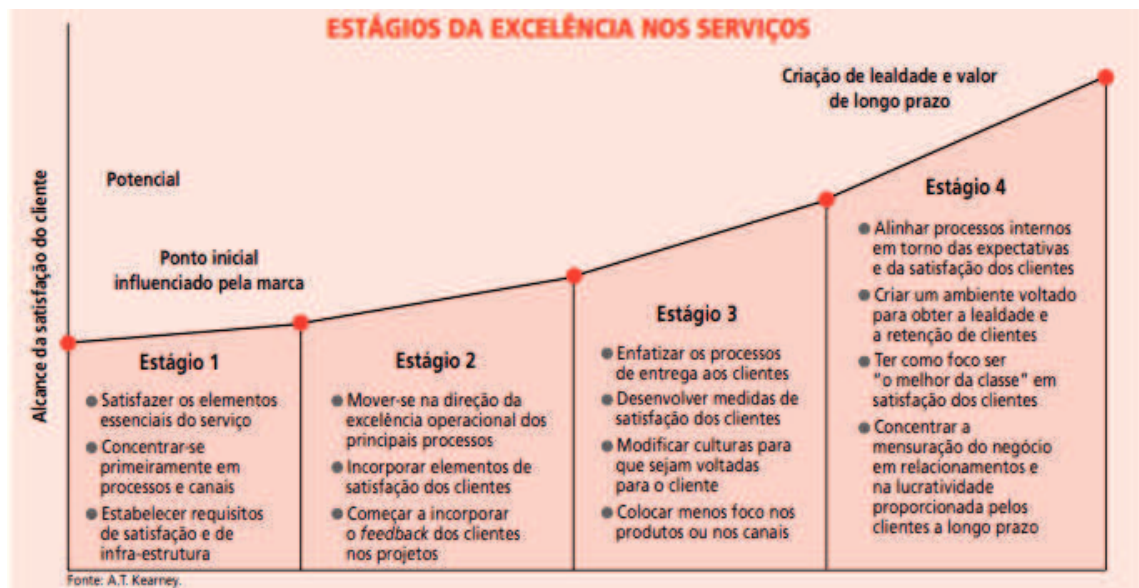 ESTÁGIOS DA EXCELÊNCIA NOS SERVIÇOS
Alcance da satisfação do cliente
Potencial
Ponto inicial
influenciado pela marca
Criação de lealdade e valor
de longo prazo
Estágio 1
● Satisfazer os elementos
essenciais do serviço
● Concentrar-se
primeiramente em
processos e canais
● Estabelecer requisitos
de satisfação e de
infra-estrutura
Estágio 2
● Mover-se na direção da
excelência operacional dos
principais processos
● Incorporar elementos de
satisfação dos clientes
● Começar a incorporar
o feedback dos clientes
nos projetos
Estágio 3
● Enfatizar os processos
de entrega aos clientes
● Desenvolver medidas de
satisfação dos clientes
● Modificar culturas para
que sejam voltadas
para o cliente
● Colocar menos foco nos
produtos ou nos canais
Estágio 4
● Alinhar processos internos
em torno das expectativas
e da satisfação dos clientes
● Criar um ambiente voltado
para obter a lealdade e
a retenção de clientes
● Ter como foco ser
"o melhor da classe" em
satisfação dos clientes
● Concentrar a
mensuração do negócio
em relacionamentos e
na lucratividade
proporcionada pelos
clientes a longo prazo
Fonte: A.T. Kearney.